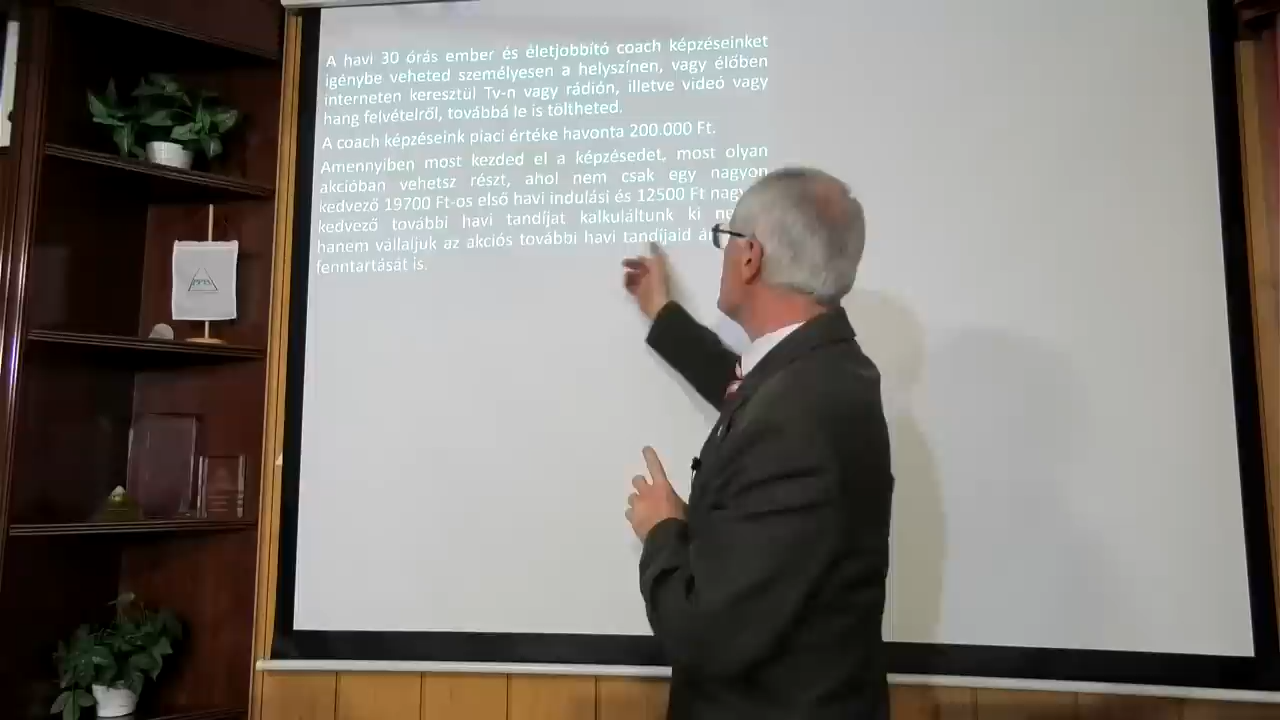 A havi 30 órás ember és életjobbító coach képzéseinket
igénybe veheted személyesen a helyszínen, vagy élőben
interneten keresztül Tv-n vagy rádión, illetve videó vagy
hang felvételről, továbbá le is töltheted.
A coach képzéseink piaci értéke havonta 200.000 Ft.
Amennyiben most kezded el a képzésedet, most olyan
akcióban vehetsz részt, ahol nem csak egy nagyon
kedvező 19700 Ft-os első havi indulási és 12500 Ft
kedvező további havi tandíjat kalkuláltunk ki
hanem vállaljuk az akciós további havi tandíjaid
fenntartását is.